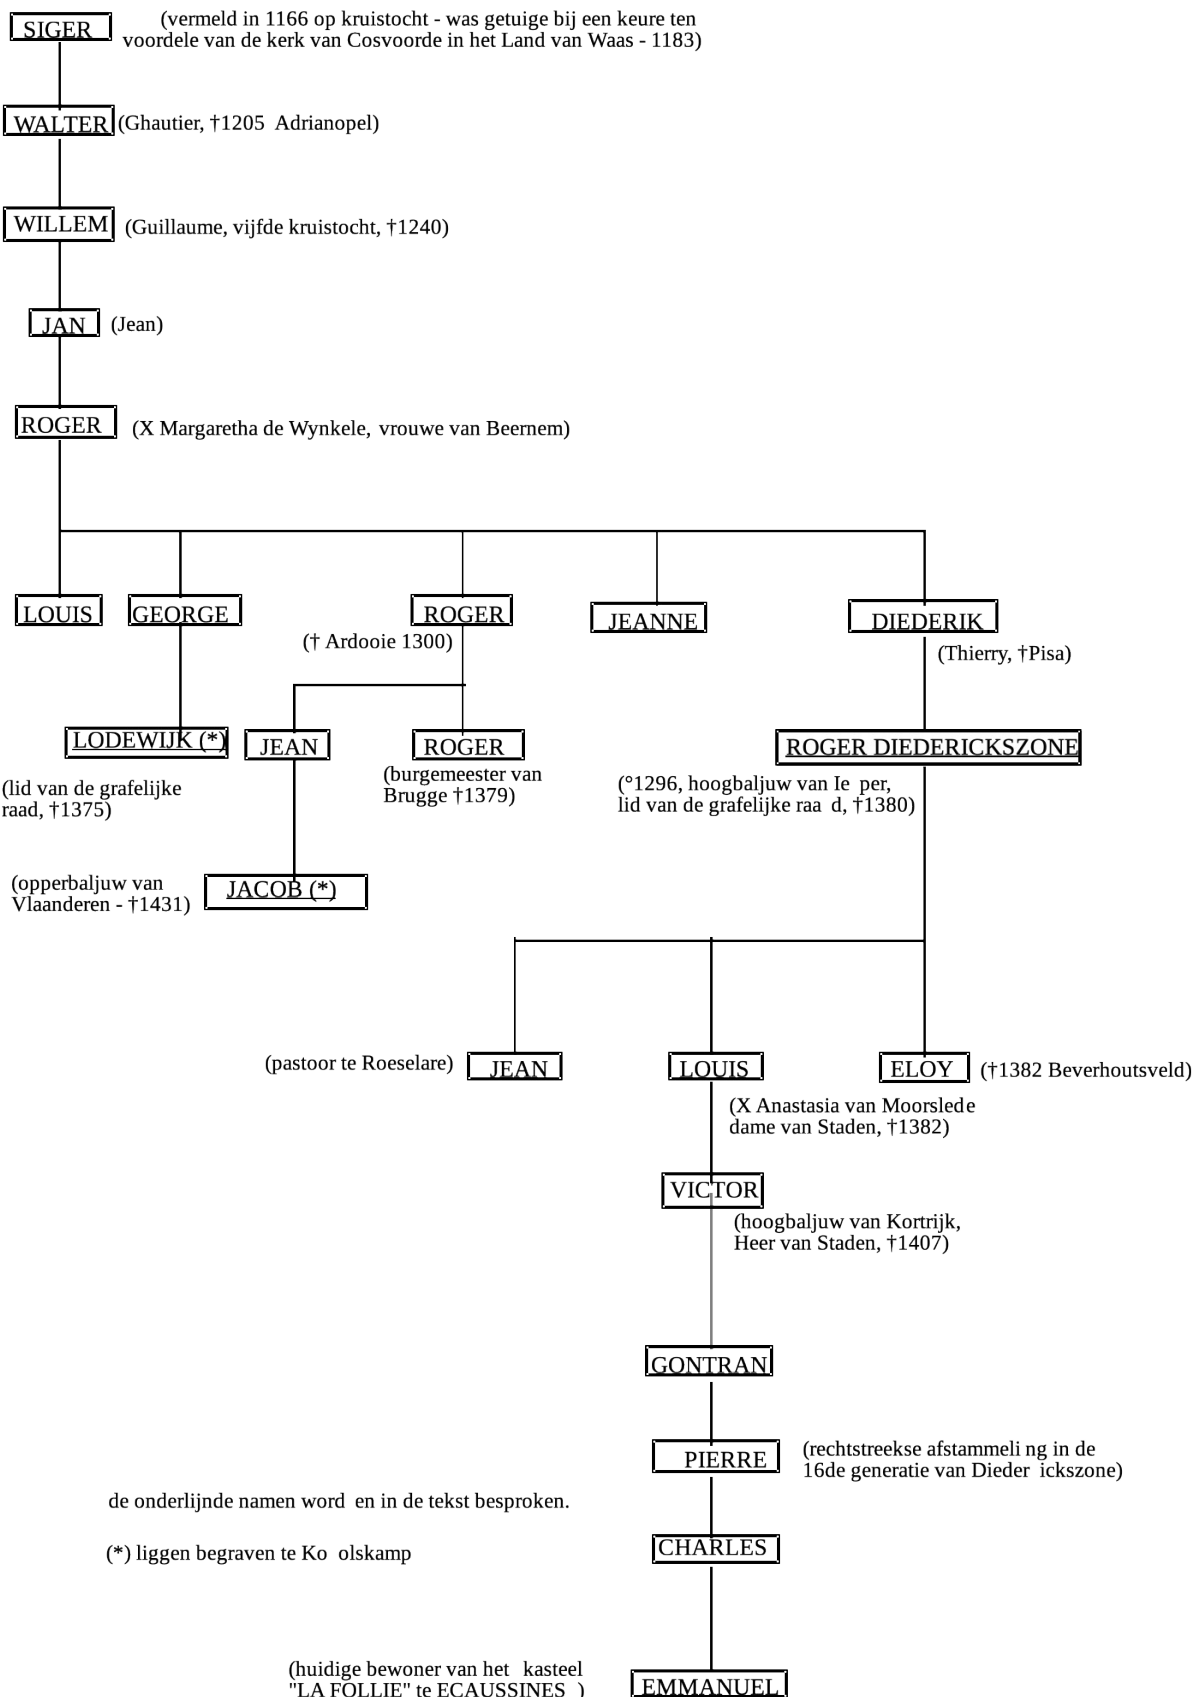 SIGER
(vermeld in 1166 op kruistocht - was getuige bij een keure ten
voordele van de kerk van Cosvoorde in het Land van Waas - 1183)
WALTER
(Ghautier, †1205 Adrianopel)
WILLEM
(Guillaume, vijfde kruistocht, †1240)
JAN
(Jean)
ROGER
(X Margaretha de Wynkele, vrouwe van Beernem)
LOUIS
GEORGE
ROGER
(† Ardooie 1300)
JEANNE
DIEDERIK
(Thierry, †Pisa)
LODEWIJK (*)
(lid van de grafelijke
raad, †1375)
JEAN
ROGER
(burgemeester van
Brugge †1379)
ROGER DIEDERICKSZONE
(°1296, hoogbaljuw van Ie per,
lid van de grafelijke raa d, †1380)
(opperbaljuw van
Vlaanderen - †1431)
JACOB (*)
(pastoor te Roeselare)
JEAN
LOUIS
(X Anastasia van Moorslede
dame van Staden, †1382)
ELOY
(†1382 Beverhoutsveld)
VICTOR
(hoogbaljuw van Kortrijk,
Heer van Staden, †1407)
GONTRAN
PIERRE
(rechtstreekse afstammeli ng in de
16de generatie van Dieder ickszone)
de onderlijnde namen word en in de tekst besproken.
CHARLES
(*) liggen begraven te Ko olskamp
(huidige bewoner van het kasteel
"LA FOLLIE" te ECAUSSINES )
EMMANUEL